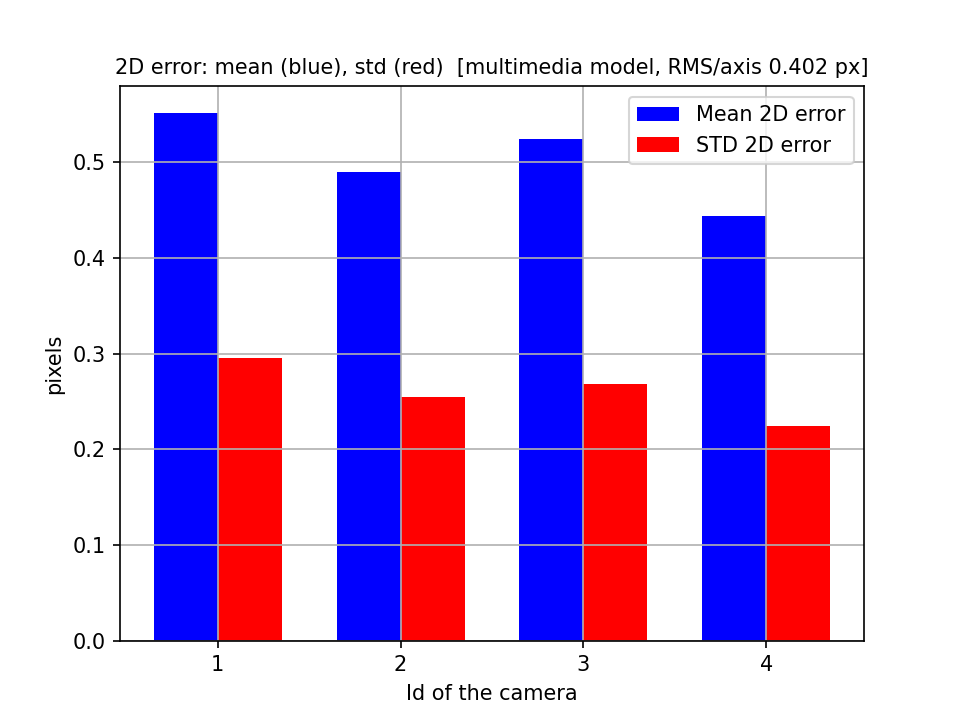 2D error: mean (blue), std (red)  [multimedia model, RMS/axis 0.402 px]
Mean 2D error
STD 2D error
pixels
0.5
0.4
0.3
0.2
0.1
0.0
1 2 3 4
Id of the camera